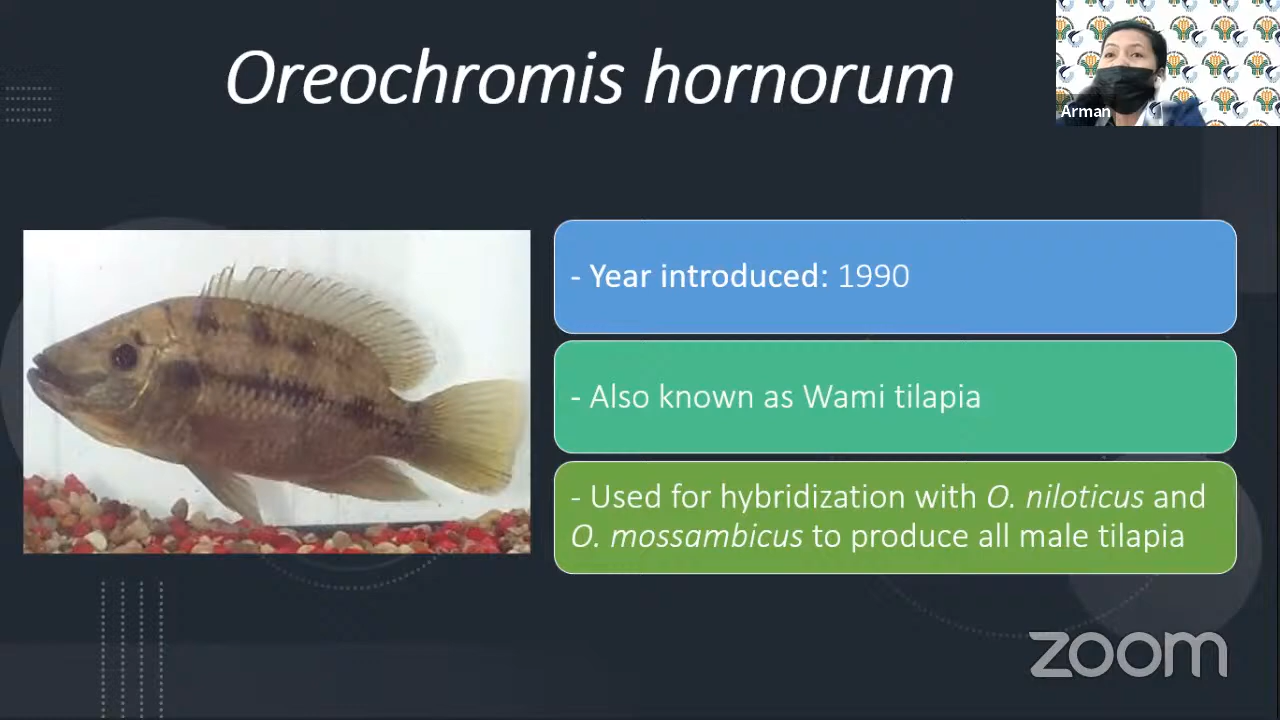 Oreochromis hornorum
Arman
- Year introduced: 1990
- Also known as Wami tilapia
- Used for hybridization with O. niloticus and
O. mossambicus to produce all male tilapia
zoom